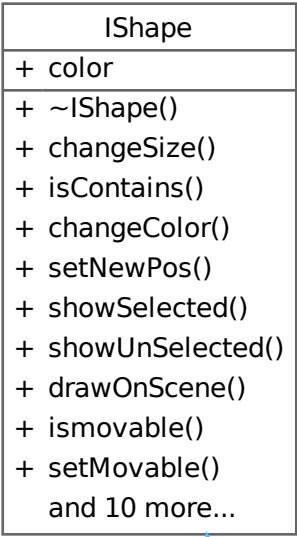 IShape
+ color
+ ~IShape()
+ changeSize()
+ isContains()
+ changeColor()
+ setNewPos()
+ showSelected()
+ showUnSelected()
+ drawOnScene()
+ ismovable()
+ setMovable()
and 10 more...